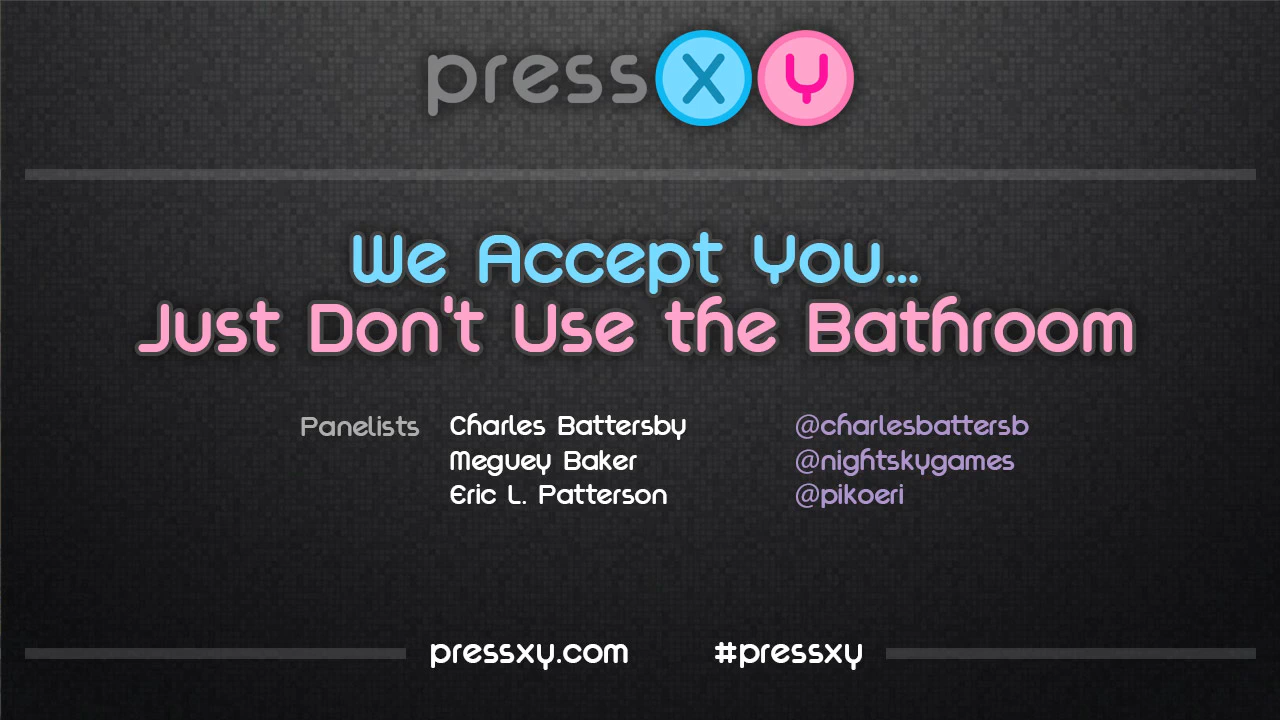 press X Y
We Accept You...
Just Don't Use the Bathroom
Panelists Charles Battersby @charlesbattersb
Meguey Baker @nightskygames
Eric L. Patterson @pikoeri
pressxy.com #pressxy